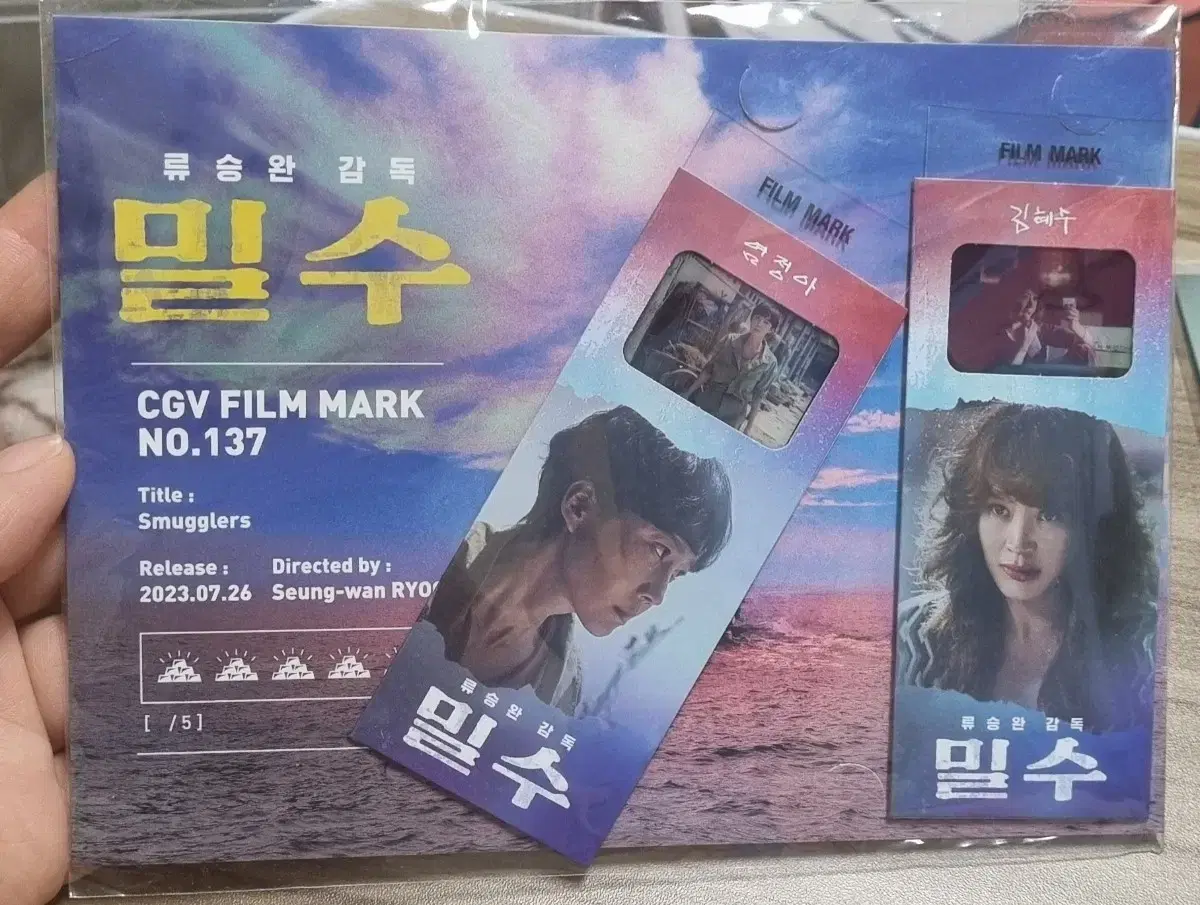 류승완 감독
밀수
CGV FILM MARK
NO.137
Title :
Smugglers
Release :
2023.07.26
Directed by :
Seung-wan RYOO
[ /5]
FILM MARK
염정아
류승완 감독
밀수
FILM MARK
김혜수
류승완 감독
밀수